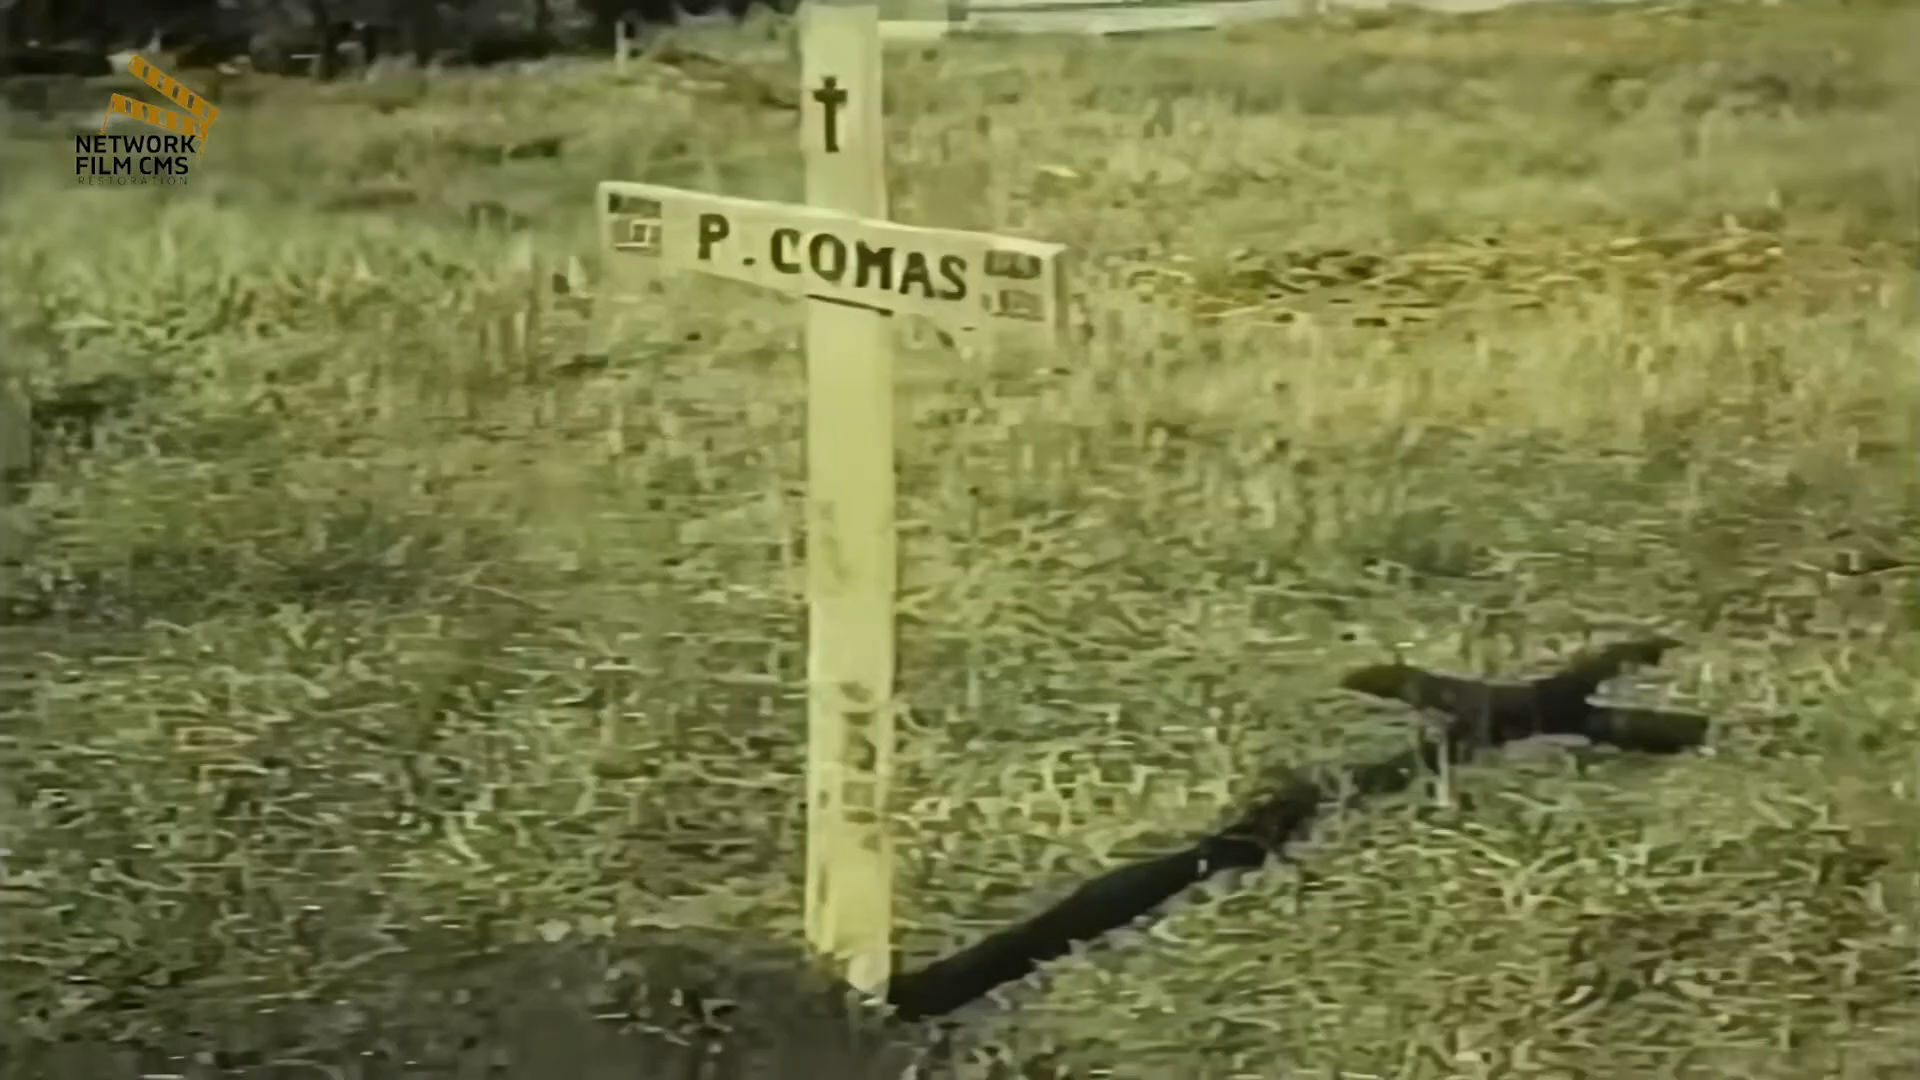 NETWORK
FILM CMS
RESTORATION
P. COMAS